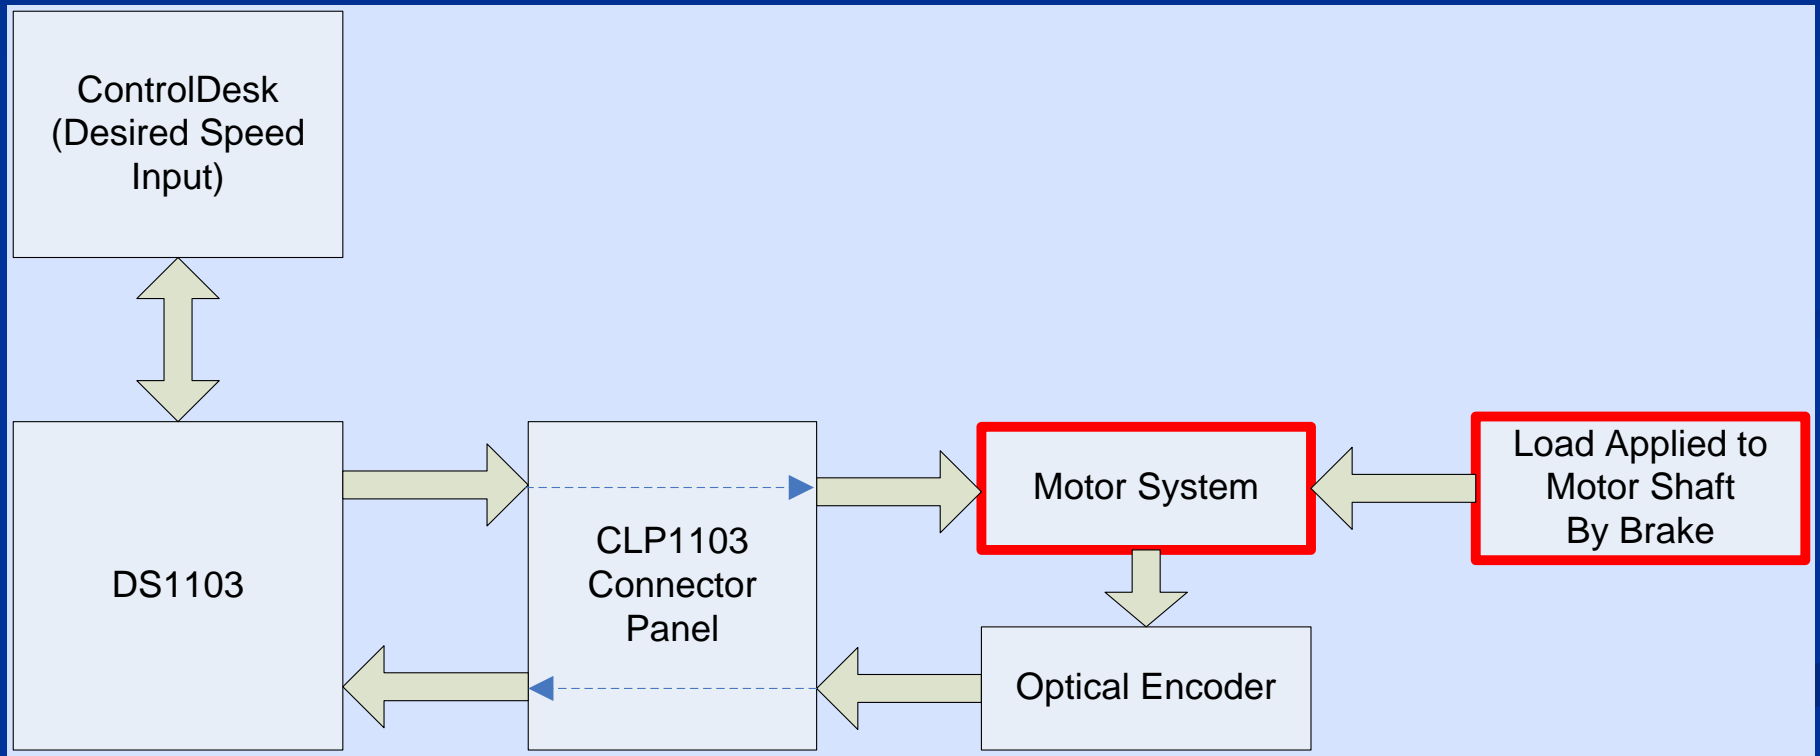 ControlDesk
(Desired Speed
Input)
DS1103
CLP1103
Connector
Panel
Motor System
Load Applied to
Motor Shaft
By Brake
Optical Encoder